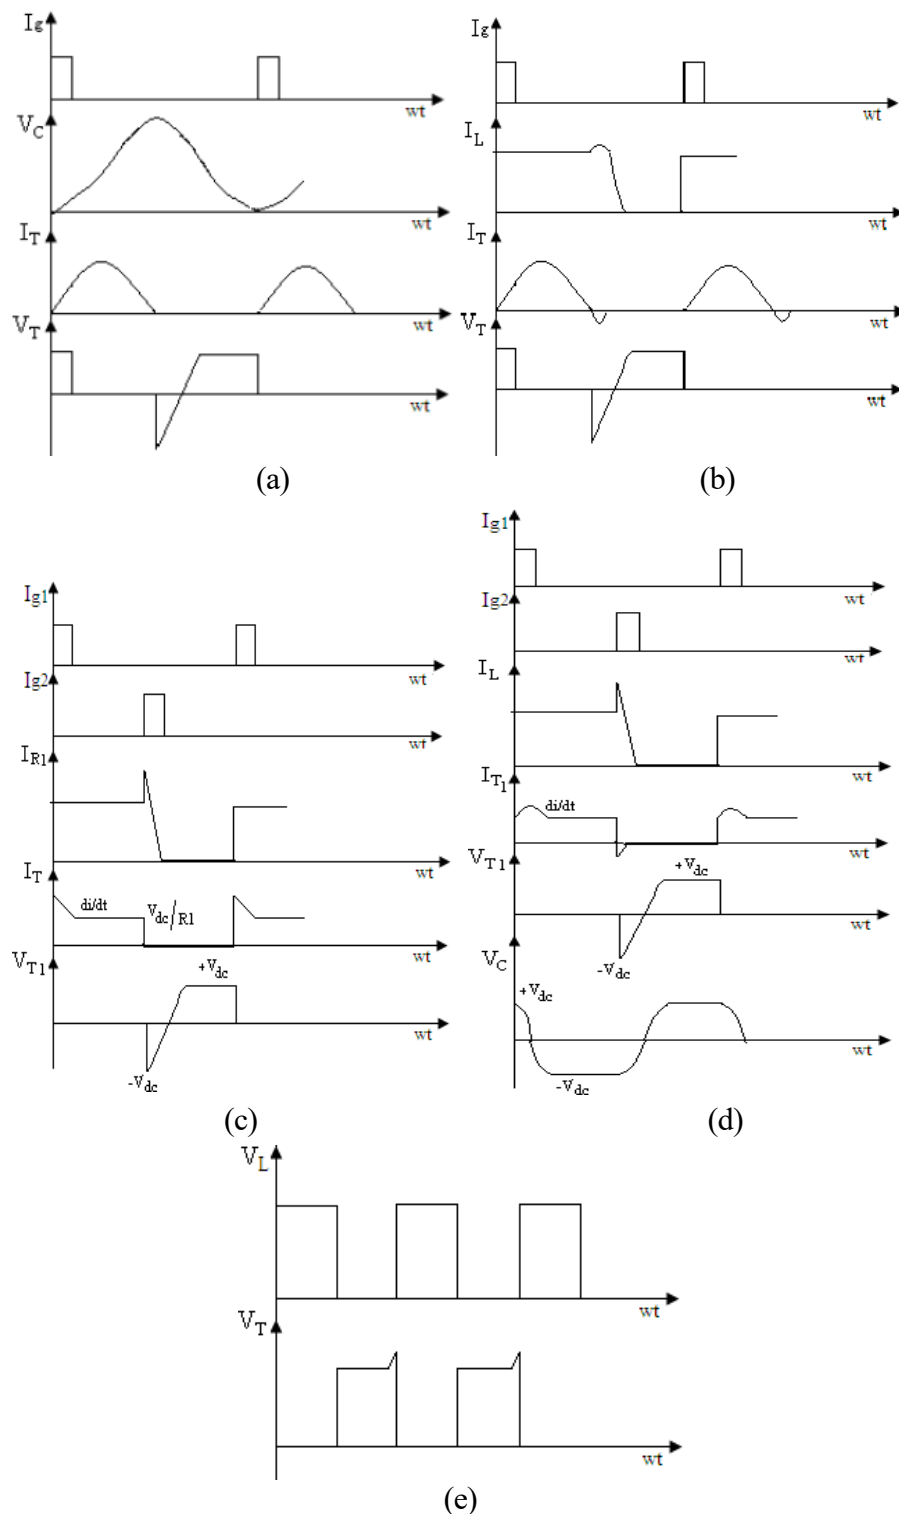 Ig
wt
VC
wt
IT
wt
VT
wt
(a)
Ig
wt
IL
wt
IT
wt
VT
wt
(b)
Ig1
wt
Ig2
wt
IR1
wt
IT
di/dt
Vdc/R1
wt
VT1
+Vdc
wt
-Vdc
(c)
Ig1
wt
Ig2
wt
IL
wt
IT1
di/dt
wt
VT1
+Vdc
wt
-Vdc
VC
+Vdc
wt
-Vdc
(d)
VL
wt
VT
wt
(e)